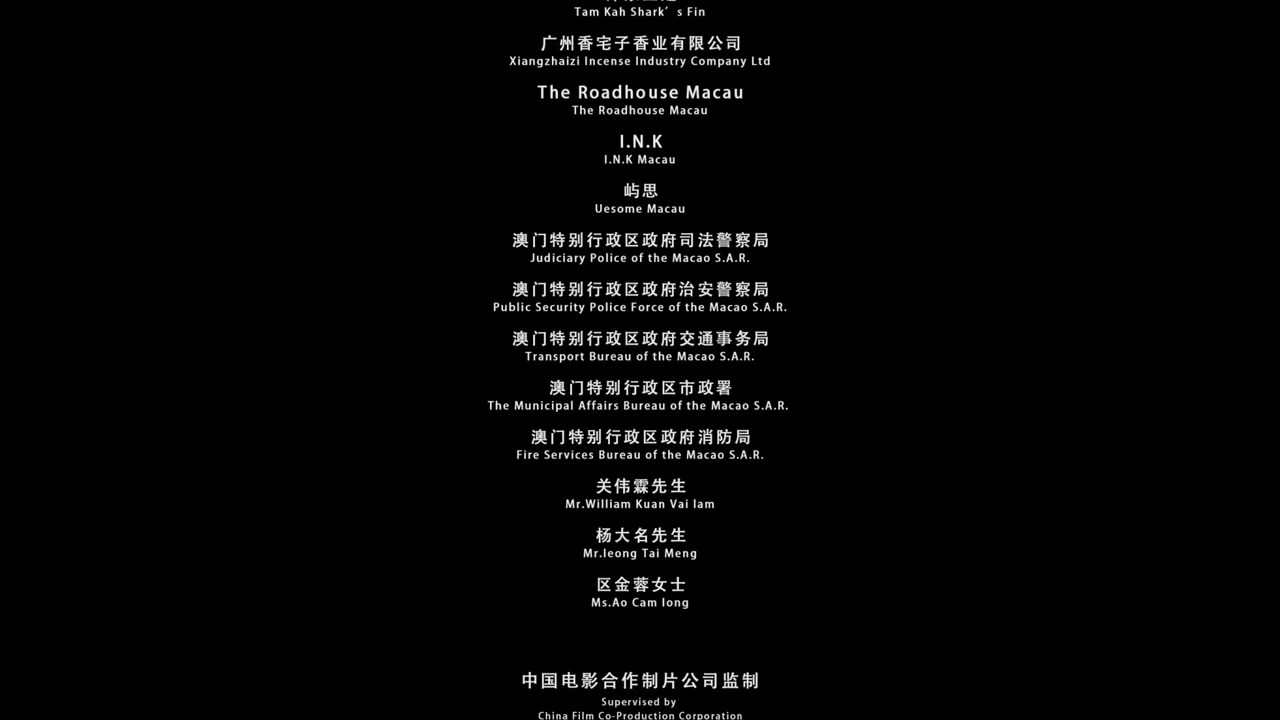 Tam Kah Shark's Fin
广州香宅子香业有限公司
Xiangzhaizi Incense Industry Company Ltd
The Roadhouse Macau
The Roadhouse Macau
I.N.K
I.N.K Macau
屿思
Uesome Macau
澳门特别行政区政府司法警察局
Judiciary Police of the Macao S.A.R.
澳门特别行政区政府治安警察局
Public Security Police Force of the Macao S.A.R.
澳门特别行政区政府交通事务局
Transport Bureau of the Macao S.A.R.
澳门特别行政区市政署
The Municipal Affairs Bureau of the Macao S.A.R.
澳门特别行政区政府消防局
Fire Services Bureau of the Macao S.A.R.
关伟霖先生
Mr.William Kuan Vai lam
杨大名先生
Mr.Ieong Tai Meng
区金蓉女士
Ms.Ao Cam Iong
中国电影合作制片公司监制
Supervised by
China Film Co-Production Corporation